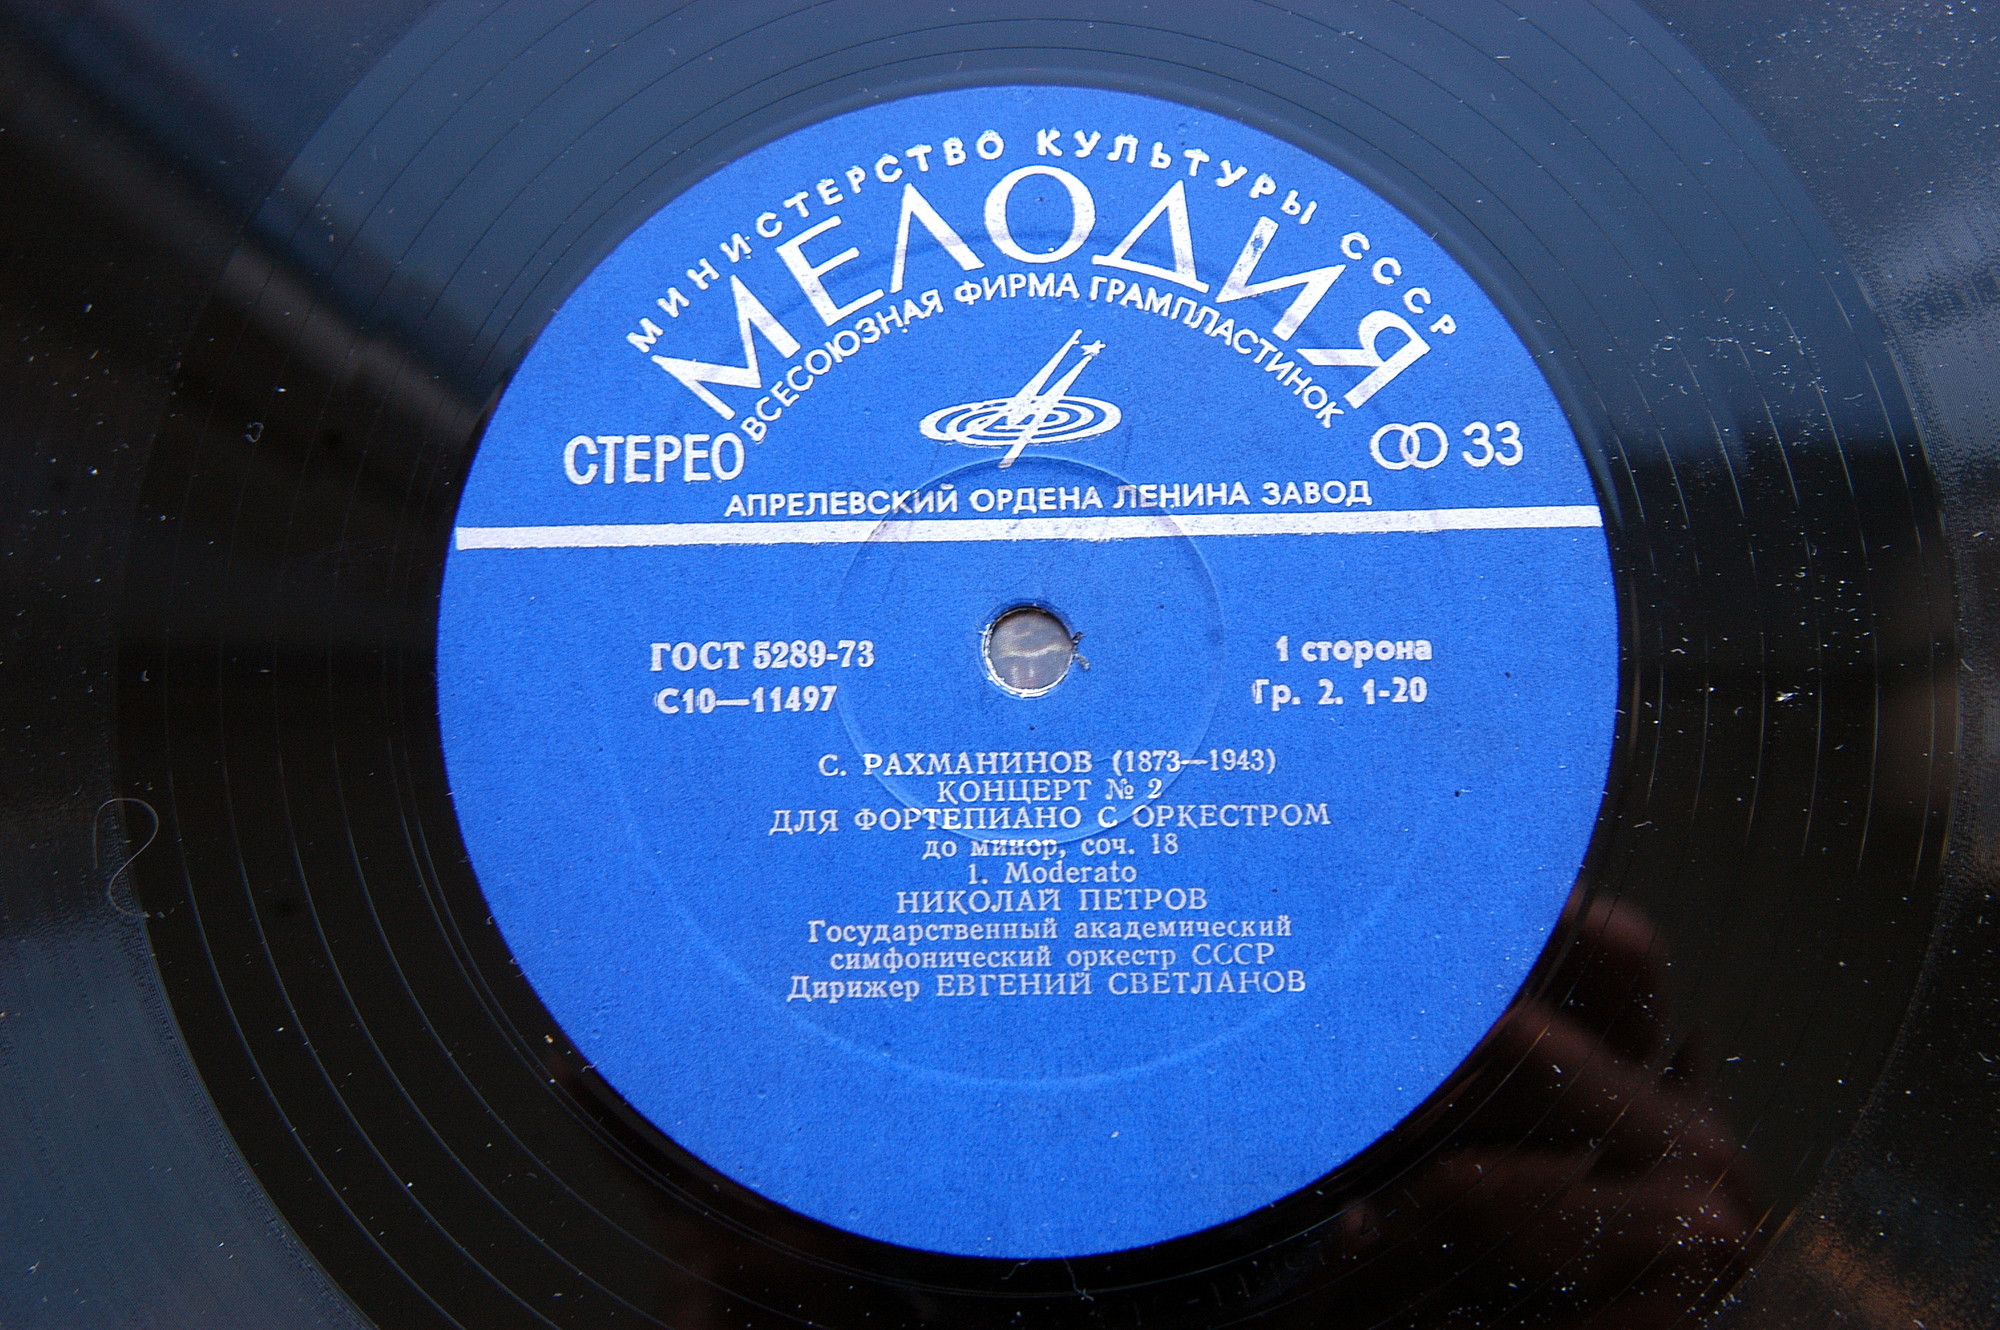 МИНИСТЕРСТВО КУЛЬТУРЫ СССР
МЕЛОДИЯ
ВСЕСОЮЗНАЯ ФИРМА ГРАМПЛАСТИНОК
СТЕРЕО
33
АПРЕЛЕВСКИЙ ОРДЕНА ЛЕНИНА ЗАВОД
ГОСТ 5289-73
С10—11497
1 сторона
Гр. 2. 1-20
С. РАХМАНИНОВ (1873—1943)
КОНЦЕРТ № 2
ДЛЯ ФОРТЕПИАНО С ОРКЕСТРОМ
до минор, соч. 18
1. Moderato
НИКОЛАЙ ПЕТРОВ
Государственный академический
симфонический оркестр СССР
Дирижер ЕВГЕНИЙ СВЕТЛАНОВ